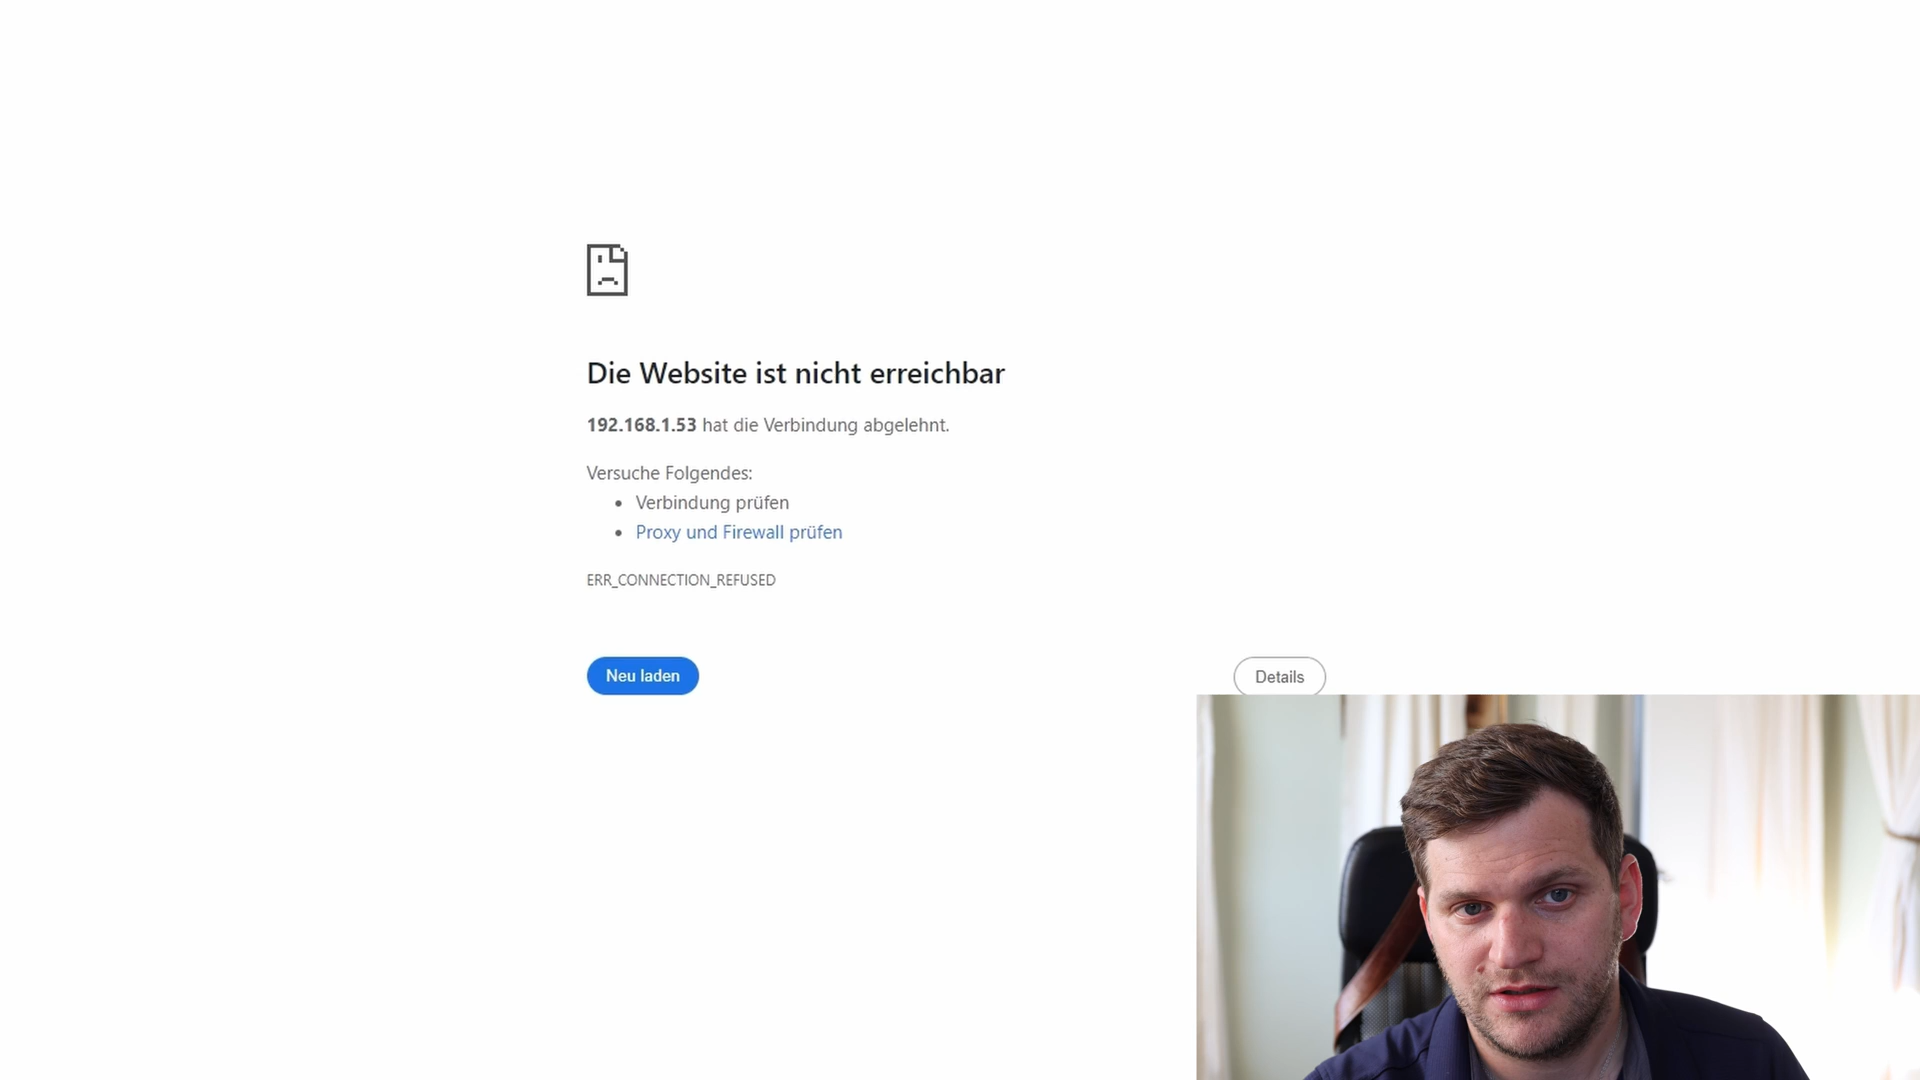 Die Website ist nicht erreichbar
192.168.1.53 hat die Verbindung abgelehnt.
Versuche Folgendes:
• Verbindung prüfen
• Proxy und Firewall prüfen
ERR_CONNECTION_REFUSED
Neu laden
Details